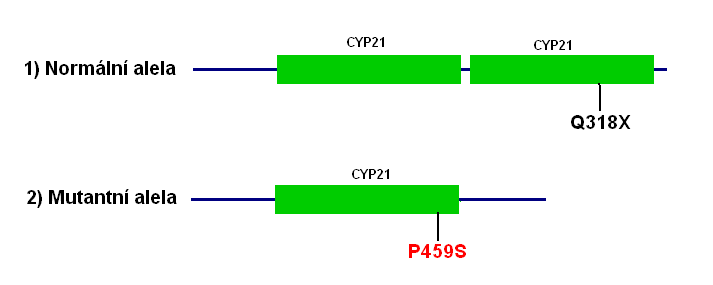 CYP21 CYP21
1) Normální alela
Q318X
CYP21
2) Mutantní alela
P459S